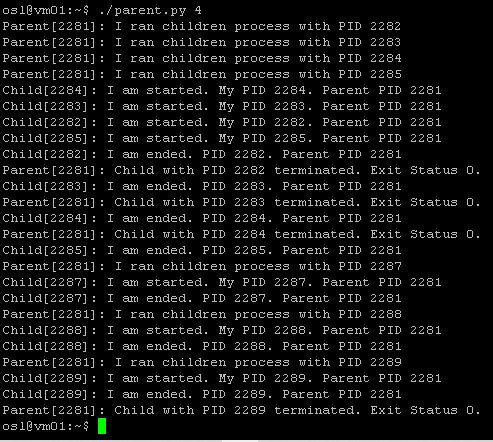 osl@vm01:~$ ./parent.py 4
Parent[2281]: I ran children process with PID 2282
Parent[2281]: I ran children process with PID 2283
Parent[2281]: I ran children process with PID 2284
Parent[2281]: I ran children process with PID 2285
Child[2284]: I am started. My PID 2284. Parent PID 2281
Child[2283]: I am started. My PID 2283. Parent PID 2281
Child[2282]: I am started. My PID 2282. Parent PID 2281
Child[2285]: I am started. My PID 2285. Parent PID 2281
Child[2282]: I am ended. PID 2282. Parent PID 2281
Parent[2281]: Child with PID 2282 terminated. Exit Status 0.
Child[2283]: I am ended. PID 2283. Parent PID 2281
Parent[2281]: Child with PID 2283 terminated. Exit Status 0.
Child[2284]: I am ended. PID 2284. Parent PID 2281
Parent[2281]: Child with PID 2284 terminated. Exit Status 0.
Child[2285]: I am ended. PID 2285. Parent PID 2281
Parent[2281]: I ran children process with PID 2287
Child[2287]: I am started. My PID 2287. Parent PID 2281
Child[2287]: I am ended. PID 2287. Parent PID 2281
Parent[2281]: I ran children process with PID 2288
Child[2288]: I am started. My PID 2288. Parent PID 2281
Child[2288]: I am ended. PID 2288. Parent PID 2281
Parent[2281]: I ran children process with PID 2289
Child[2289]: I am started. My PID 2289. Parent PID 2281
Child[2289]: I am ended. PID 2289. Parent PID 2281
Parent[2281]: Child with PID 2289 terminated. Exit Status 0.
osl@vm01:~$